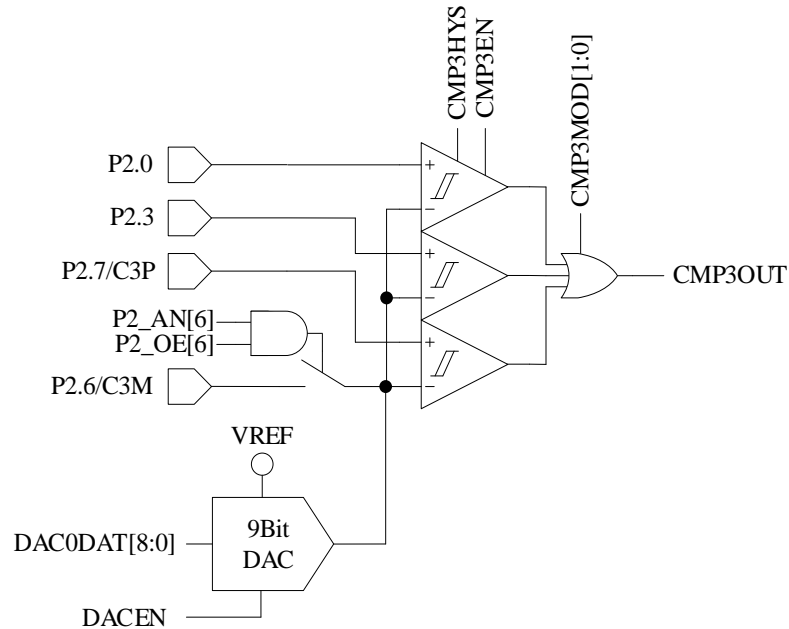 CMP3HYS
CMP3EN
CMP3MOD[1:0]
P2.0
+
−
P2.3
+
P2.7/C3P
−
CMP3OUT
P2_AN[6]
P2_OE[6]
+
P2.6/C3M
−
VREF
DAC0DAT[8:0]
9Bit
DAC
DACEN